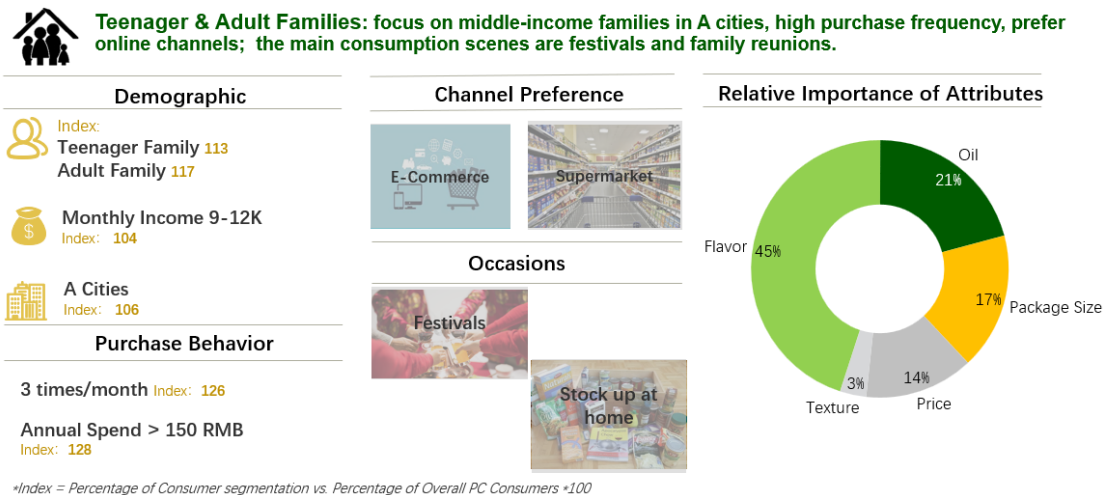 Teenager & Adult Families: focus on middle-income families in A cities, high purchase frequency, prefer
online channels;  the main consumption scenes are festivals and family reunions.
Demographic
Index:
Teenager Family 113
Adult Family 117
Monthly Income 9-12K
Index: 104
A Cities
Index: 106
Purchase Behavior
3 times/month Index: 126
Annual Spend > 150 RMB
Index: 128
Channel Preference
E-Commerce
Supermarket
Occasions
Festivals
Stock up at
home
Relative Importance of Attributes
Oil
21%
Flavor
45%
17%
Package Size
14%
3%
Texture
Price
*Index = Percentage of Consumer segmentation vs. Percentage of Overall PC Consumers *100